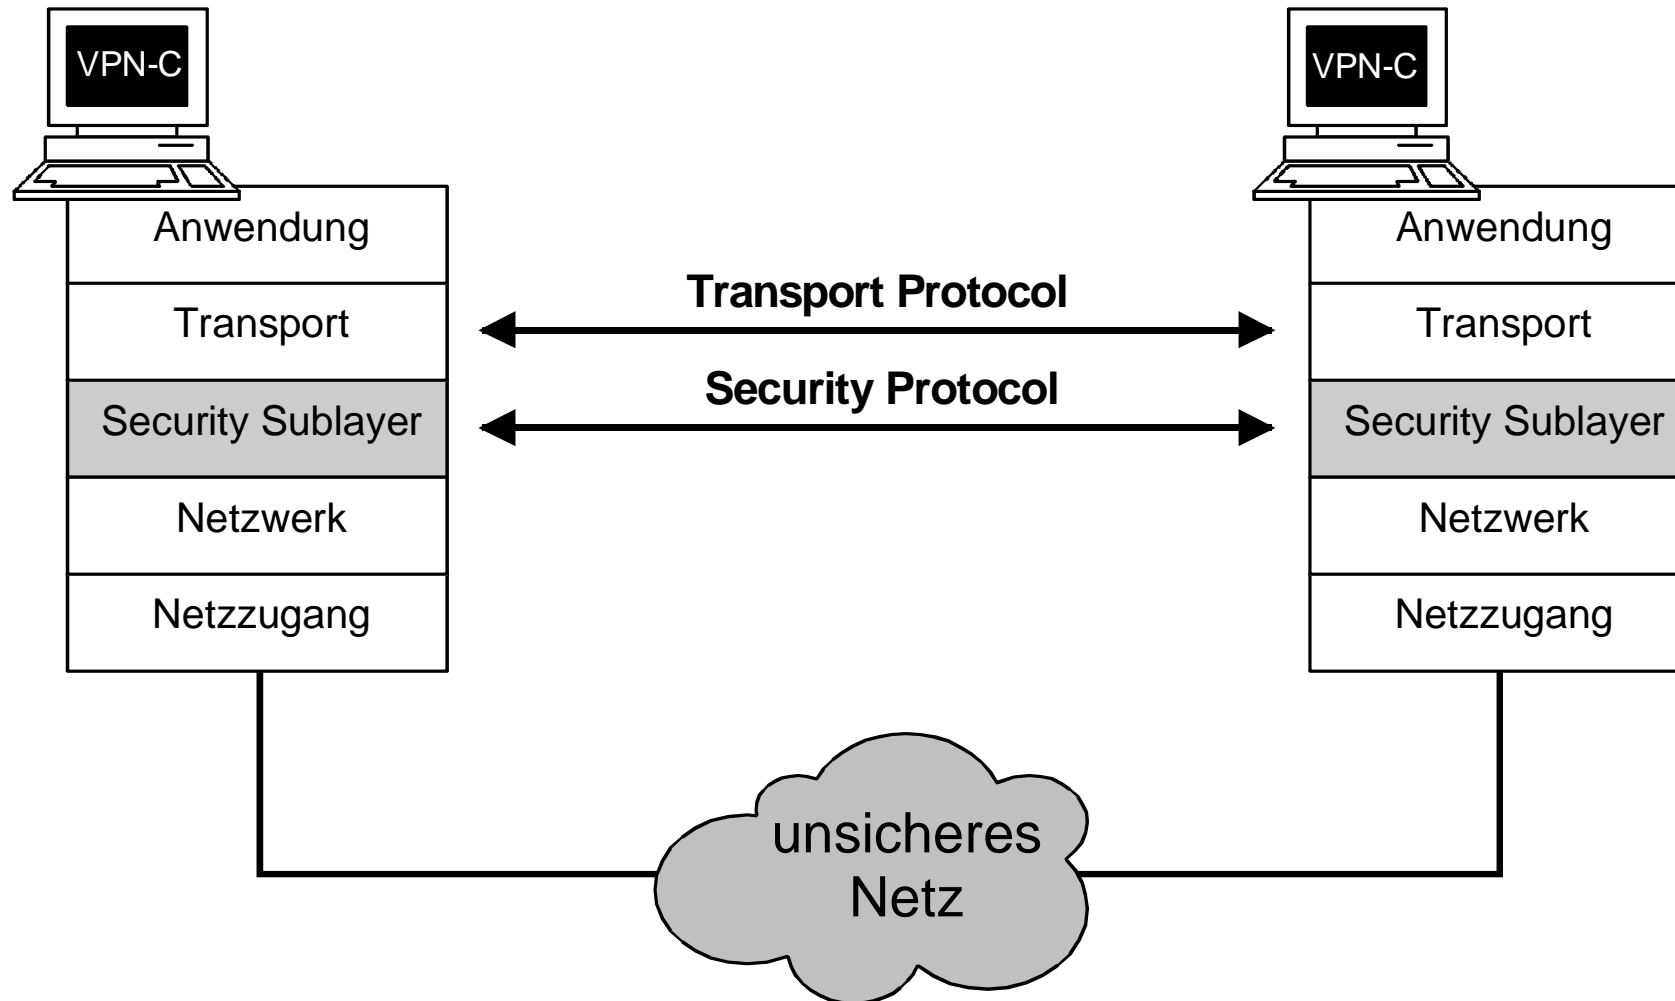 VPN-C
VPN-C
Anwendung
Anwendung
Transport Protocol
Transport
Transport
Security Protocol
Security Sublayer
Security Sublayer
Netzwerk
Netzwerk
Netzzugang
Netzzugang
unsicheres
Netz